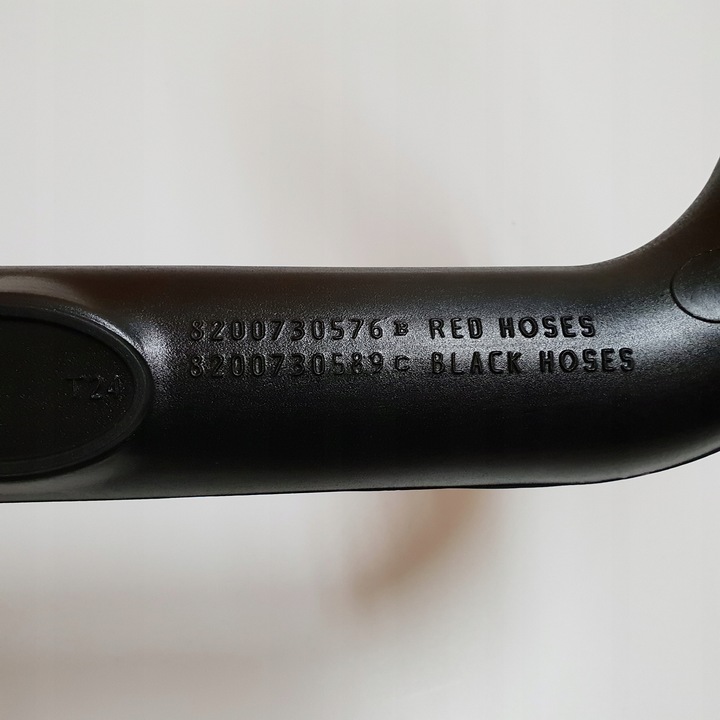 8200730576 B RED HOSES
8200730589 C BLACK HOSES